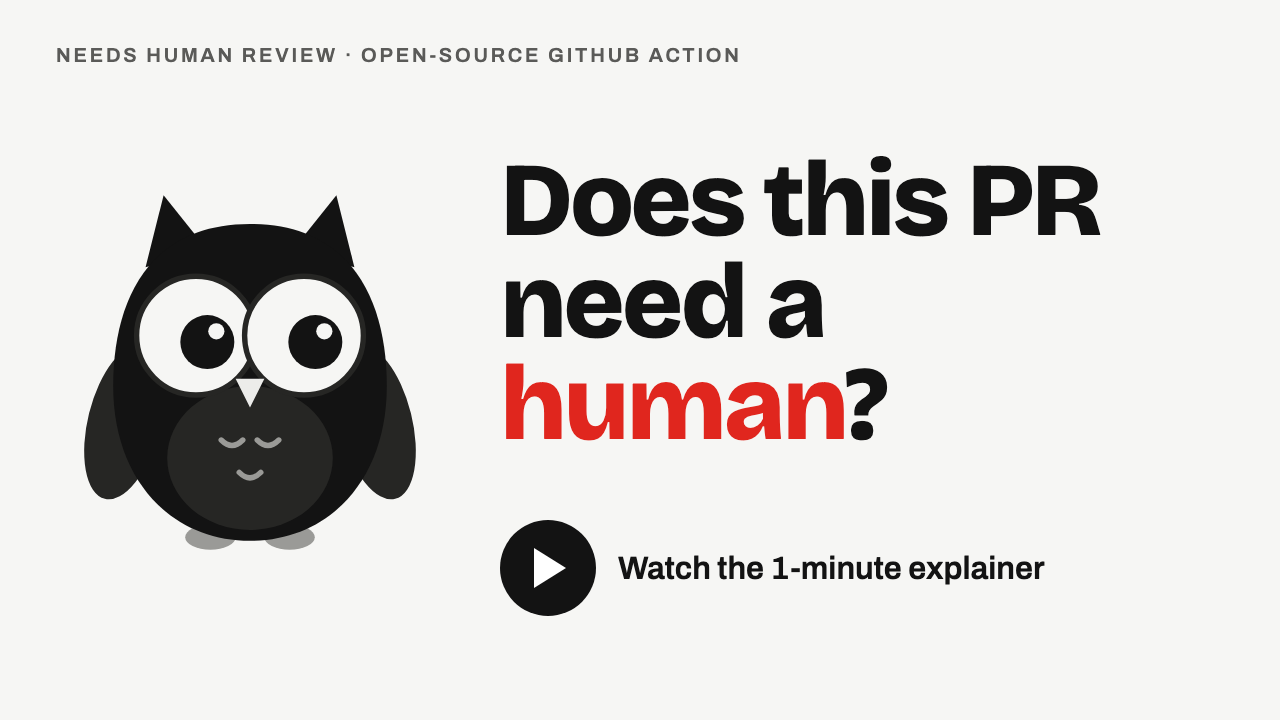 NEEDS HUMAN REVIEW · OPEN-SOURCE GITHUB ACTION
Does this PR
need a
human?
Watch the 1-minute explainer